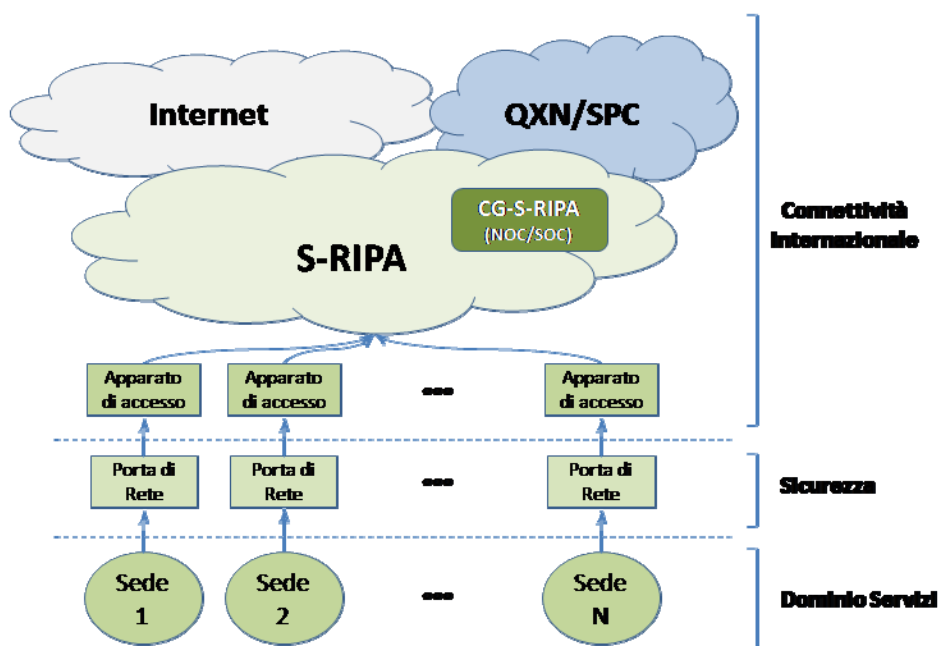 Internet
QXN/SPC
CG-S-RIPA
(NOC/SOC)
S-RIPA
Connettività
Internazionale
Apparato
di accesso
Apparato
di accesso
---
Apparato
di accesso
Porta di
Rete
Porta di
Rete
---
Porta di
Rete
Sicurezza
Sede
1
Sede
2
---
Sede
N
Dominio Servizi